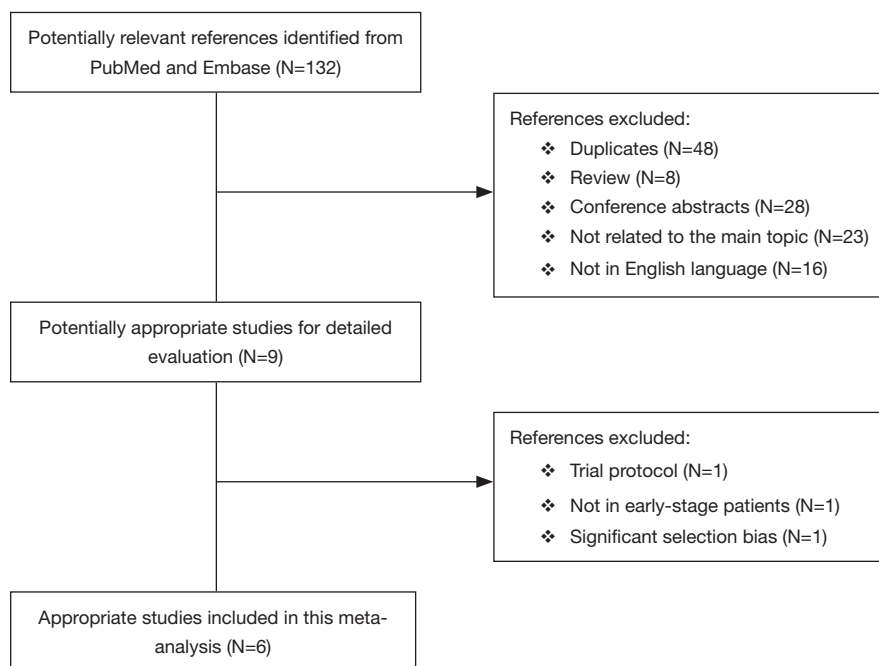 Potentially relevant references identified from
PubMed and Embase (N=132)
References excluded:
❖ Duplicates (N=48)
❖ Review (N=8)
❖ Conference abstracts (N=28)
❖ Not related to the main topic (N=23)
❖ Not in English language (N=16)
Potentially appropriate studies for detailed
evaluation (N=9)
References excluded:
❖ Trial protocol (N=1)
❖ Not in early-stage patients (N=1)
❖ Significant selection bias (N=1)
Appropriate studies included in this meta-
analysis (N=6)